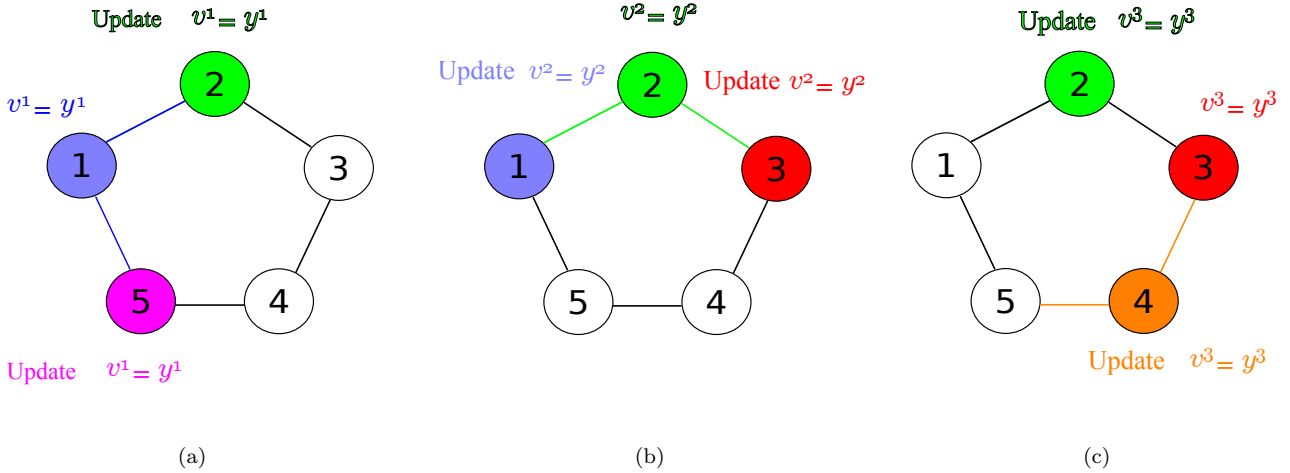 Update v¹= y¹
v¹= y¹
2
1
3
5
4
Update v¹= y¹
(a)
v²= y²
Update v²= y²
Update v²= y²
2
1
3
5
4
(b)
Update v³= y³
v³= y³
2
1
3
5
4
Update v³= y³
(c)